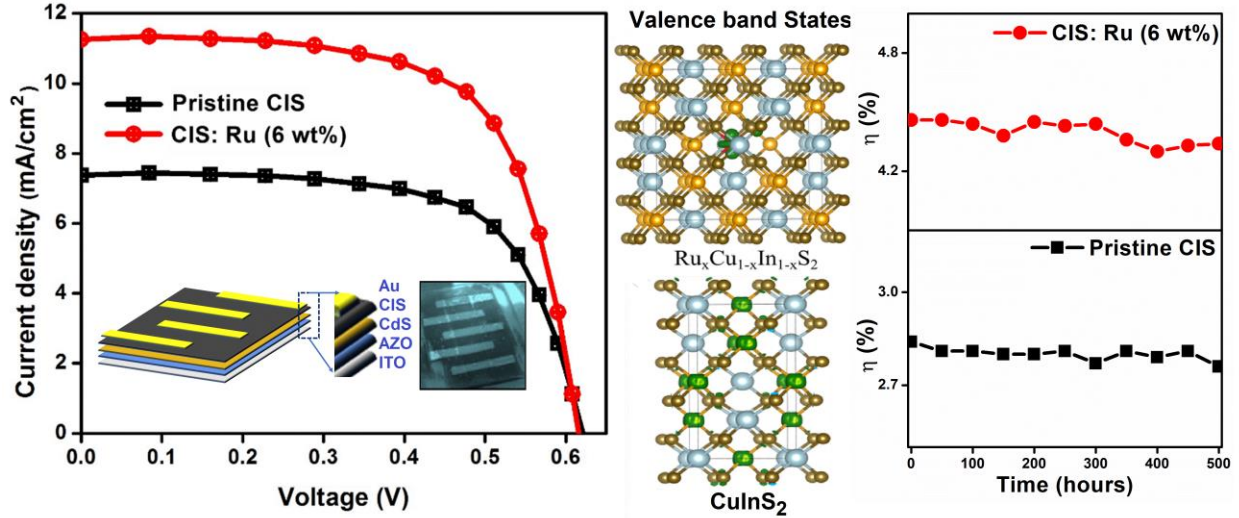 12
10
8
6
4
2
0
Current density (mA/cm²)
Pristine CIS
CIS: Ru (6 wt%)
Au
CIS
CdS
AZO
ITO
0.0 0.1 0.2 0.3 0.4 0.5 0.6
Voltage (V)
Valence band States
RuₓCu₁₋ₓIn₁₋ₓS₂
CuInS₂
CIS: Ru (6 wt%)
4.8
4.2
η (%)
Pristine CIS
3.0
2.7
η (%)
0 100 200 300 400 500
Time (hours)